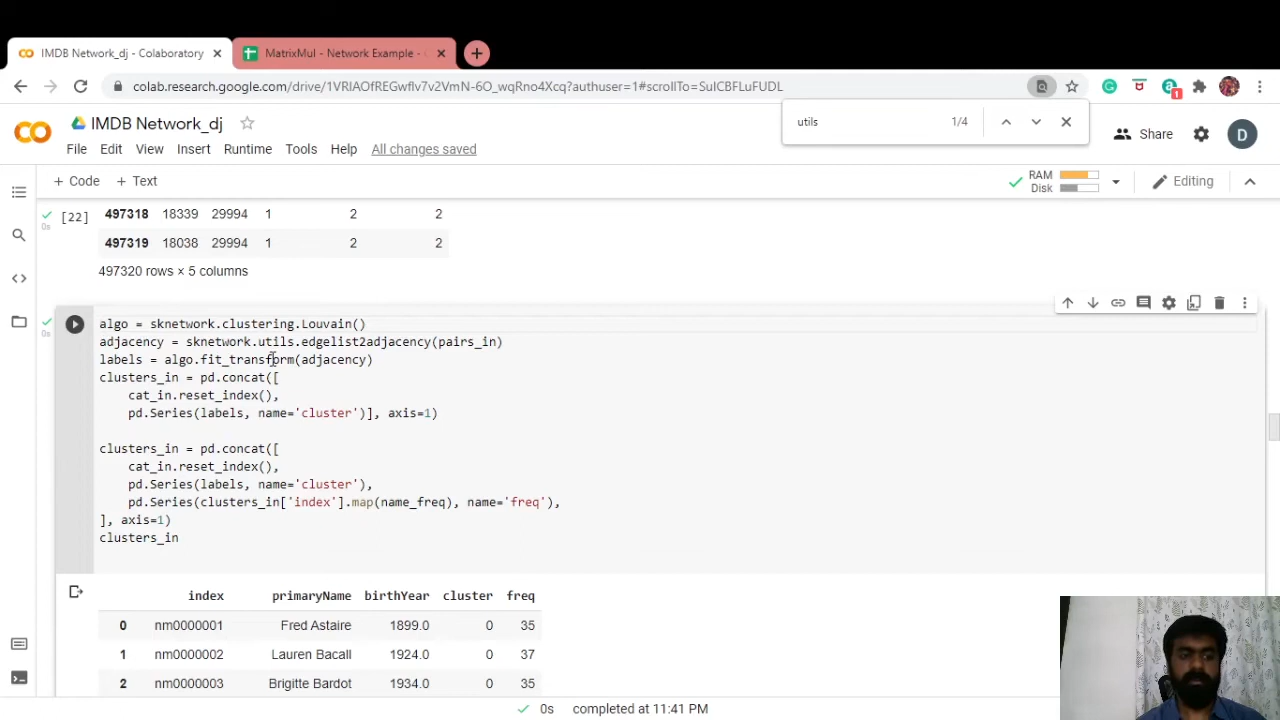 IMDB Network_dj - Colaboratory
MatrixMul - Network Example -
colab.research.google.com/drive/1VRIAOfREGwflv7v2VmN-6O_wqRno4Xcq?authuser=1#scrollTo=SulCBFLuFUDL
1
utils 1/4
IMDB Network_dj
Share
D
File Edit View Insert Runtime Tools Help All changes saved
+ Code + Text
RAM
Disk
Editing
[22]
0s
497318 18339 29994 1 2 2
497319 18038 29994 1 2 2
497320 rows × 5 columns
0s
algo = sknetwork.clustering.Louvain()
adjacency = sknetwork.utils.edgelist2adjacency(pairs_in)
labels = algo.fit_transform(adjacency)
clusters_in = pd.concat([
cat_in.reset_index(),
pd.Series(labels, name='cluster')], axis=1)
clusters_in = pd.concat([
cat_in.reset_index(),
pd.Series(labels, name='cluster'),
pd.Series(clusters_in['index'].map(name_freq), name='freq'),
], axis=1)
clusters_in
index primaryName birthYear cluster freq
0 nm0000001 Fred Astaire 1899.0 0 35
1 nm0000002 Lauren Bacall 1924.0 0 37
2 nm0000003 Brigitte Bardot 1934.0 0 35
0s completed at 11:41 PM